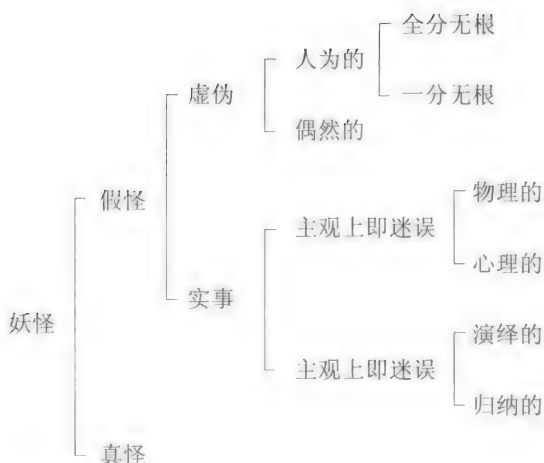 全分无根
人为的
一分无根
虚伪
偶然的
假怪
物理的
主观上即迷误
心理的
实事
妖怪
演绎的
主观上即迷误
归纳的
真怪